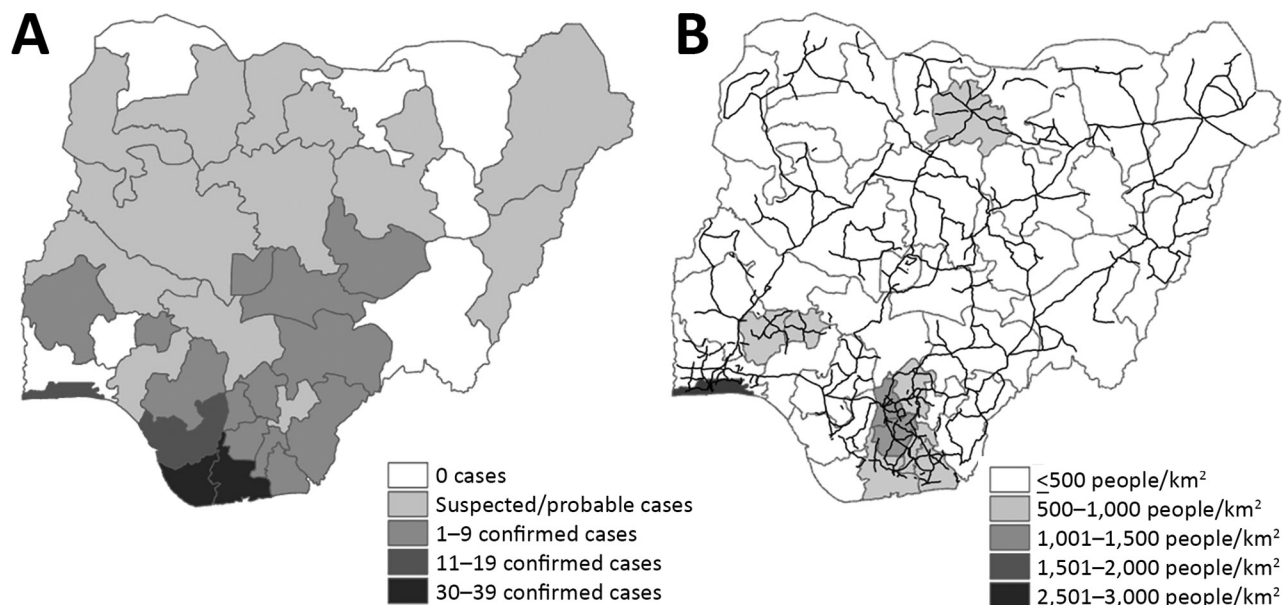 A
0 cases
Suspected/probable cases
1–9 confirmed cases
11–19 confirmed cases
30–39 confirmed cases
B
<500 people/km²
500–1,000 people/km²
1,001–1,500 people/km²
1,501–2,000 people/km²
2,501–3,000 people/km²